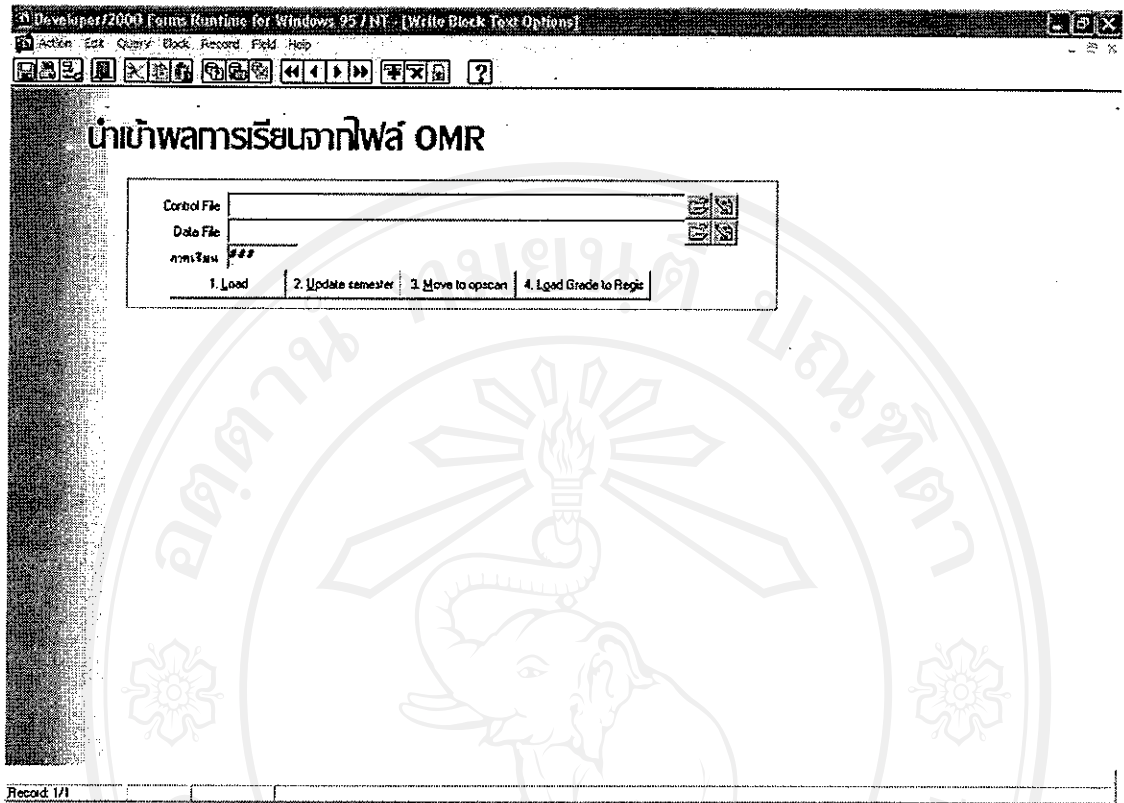 Developer/2000 Forms Runtime for Windows 95 / NT - [Write Block Text Options]
Action Edit Query Block Record Field Help
นำเข้าผลการเรียนจากไฟล์ OMR
Control File
Data File
ภาคเรียน ###
1. Load 2. Update semester 3. Move to opscan 4. Load Grade to Regis
Record: 1/1